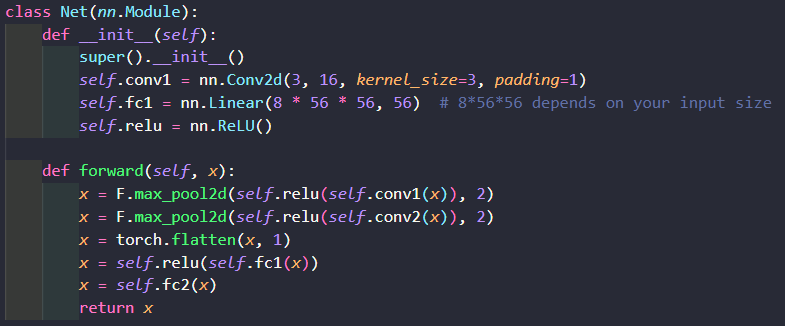 class Net(nn.Module):
    def __init__(self):
        super().__init__()
        self.conv1 = nn.Conv2d(3, 16, kernel_size=3, padding=1)
        self.fc1 = nn.Linear(8 * 56 * 56, 56)  # 8*56*56 depends on your input size
        self.relu = nn.ReLU()

    def forward(self, x):
        x = F.max_pool2d(self.relu(self.conv1(x)), 2)
        x = F.max_pool2d(self.relu(self.conv2(x)), 2)
        x = torch.flatten(x, 1)
        x = self.relu(self.fc1(x))
        x = self.fc2(x)
        return x